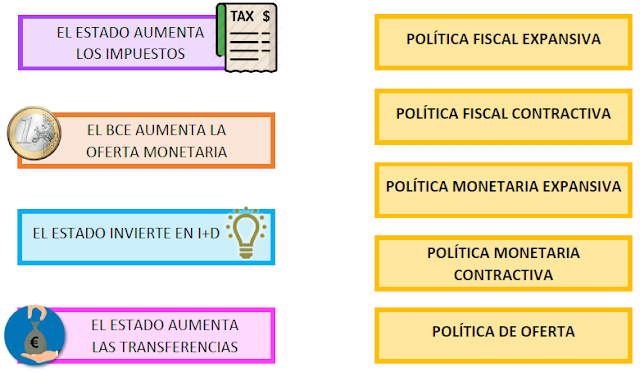 EL ESTADO AUMENTA
LOS IMPUESTOS
TAX $
POLÍTICA FISCAL EXPANSIVA
1
EL BCE AUMENTA LA
OFERTA MONETARIA
POLÍTICA FISCAL CONTRACTIVA
EL ESTADO INVIERTE EN I+D
POLÍTICA MONETARIA EXPANSIVA
POLÍTICA MONETARIA
CONTRACTIVA
€
EL ESTADO AUMENTA
LAS TRANSFERENCIAS
POLÍTICA DE OFERTA